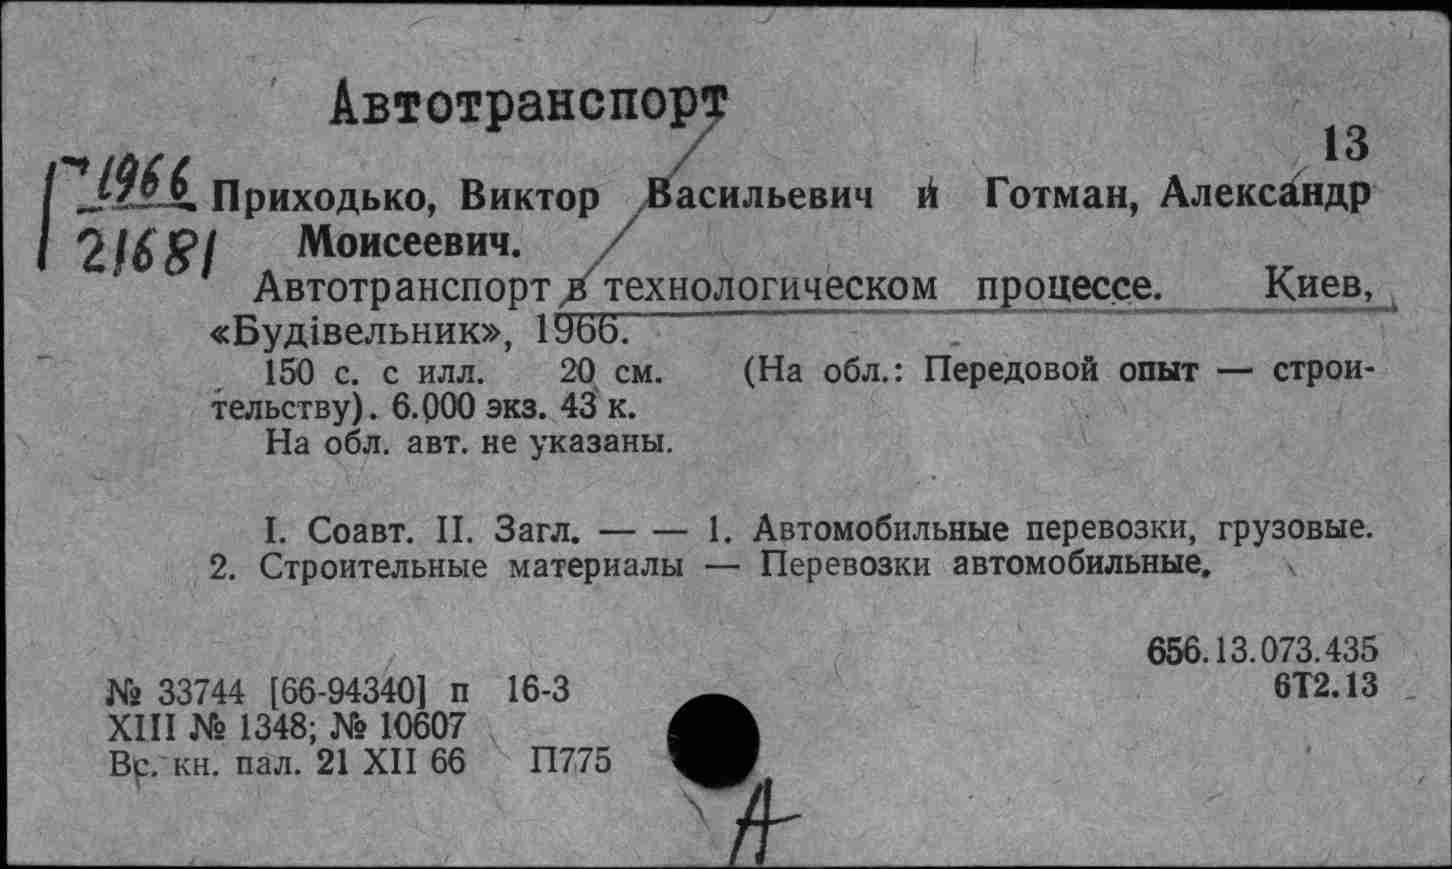 Автотранспорт
13
Г 1966
21681
Приходько, Виктор Васильевич и Готман, Александр
Моисеевич.
Автотранспорт в технологическом процессе. Киев,
«Будівельник», 1966.
150 с. с илл. 20 см. (На обл.: Передовой опыт — строи-
тельству). 6.000 экз. 43 к.
На обл. авт. не указаны.
I. Соавт. II. Загл. — — 1. Автомобильные перевозки, грузовые.
2. Строительные материалы — Перевозки автомобильные.
656.13.073.435
6Т2.13
№ 33744 [66-94340] п 16-3
XIII № 1348; № 10607
Вс. кн. пал. 21 XII 66 П775
А